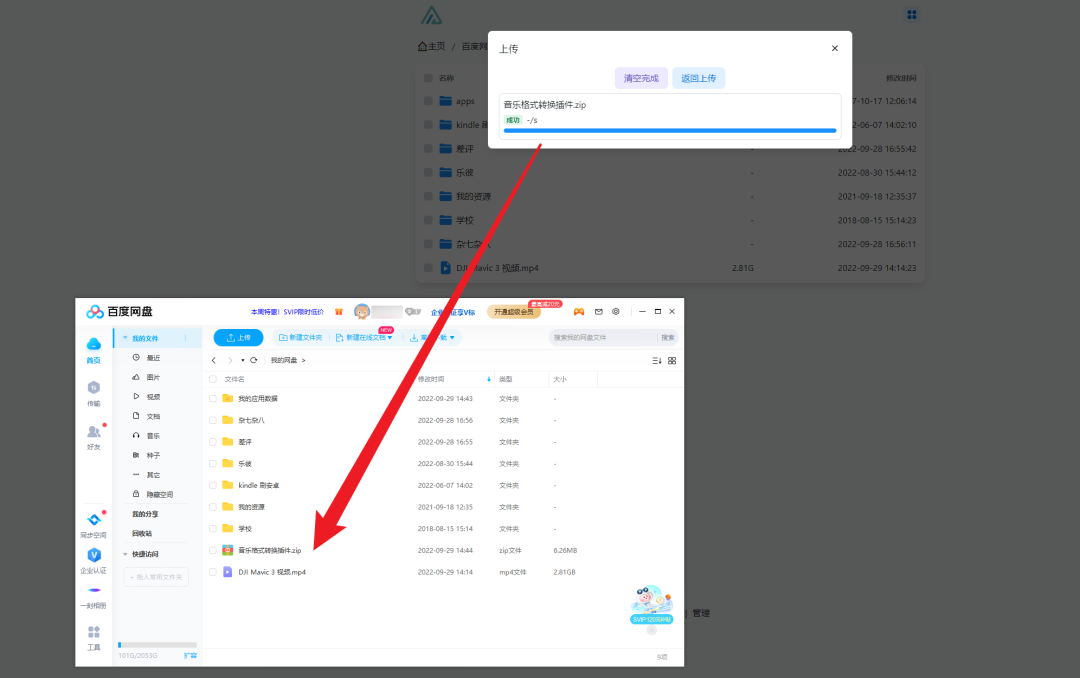 主页 / 百度网
上传
清空完成 返回上传
音乐格式转换插件.zip
成功 -/s
名称 修改时间
apps 7-10-17 12:06:14
kindle 2022-06-07 14:02:10
差评 - 2022-09-28 16:55:42
乐彼 - 2022-08-30 15:44:12
我的资源 - 2021-09-18 12:35:37
学校 - 2018-08-15 15:14:23
杂七杂八 - 2022-09-28 16:56:11
DJI Mavic 3 视频.mp4 2.81G 2022-09-29 14:14:23
管理
百度网盘
本周特惠！SVIP限时低价
开通超级会员
最高减20元
上传 新建文件夹 新建在线文档 NEW
搜索我的网盘文件 搜索
我的网盘 >
首页
传输
好友
同步空间
企业认证
一刻相册
工具
我的文件
最近
图片
视频
文档
音乐
种子
其它
隐藏空间
我的分享
回收站
快捷访问
+ 拖入常用文件夹
101G/2053G 扩容
文件名 修改时间 类型 大小
我的应用数据 2022-09-29 14:43 文件夹 -
杂七杂八 2022-09-28 16:56 文件夹 -
差评 2022-09-28 16:55 文件夹 -
乐彼 2022-08-30 15:44 文件夹 -
kindle 刷安卓 2022-06-07 14:02 文件夹 -
我的资源 2021-09-18 12:35 文件夹 -
学校 2018-08-15 15:14 文件夹 -
音乐格式转换插件.zip 2022-09-29 14:44 zip文件 6.26MB
DJI Mavic 3 视频.mp4 2022-09-29 14:14 mp4文件 2.81GB
9项